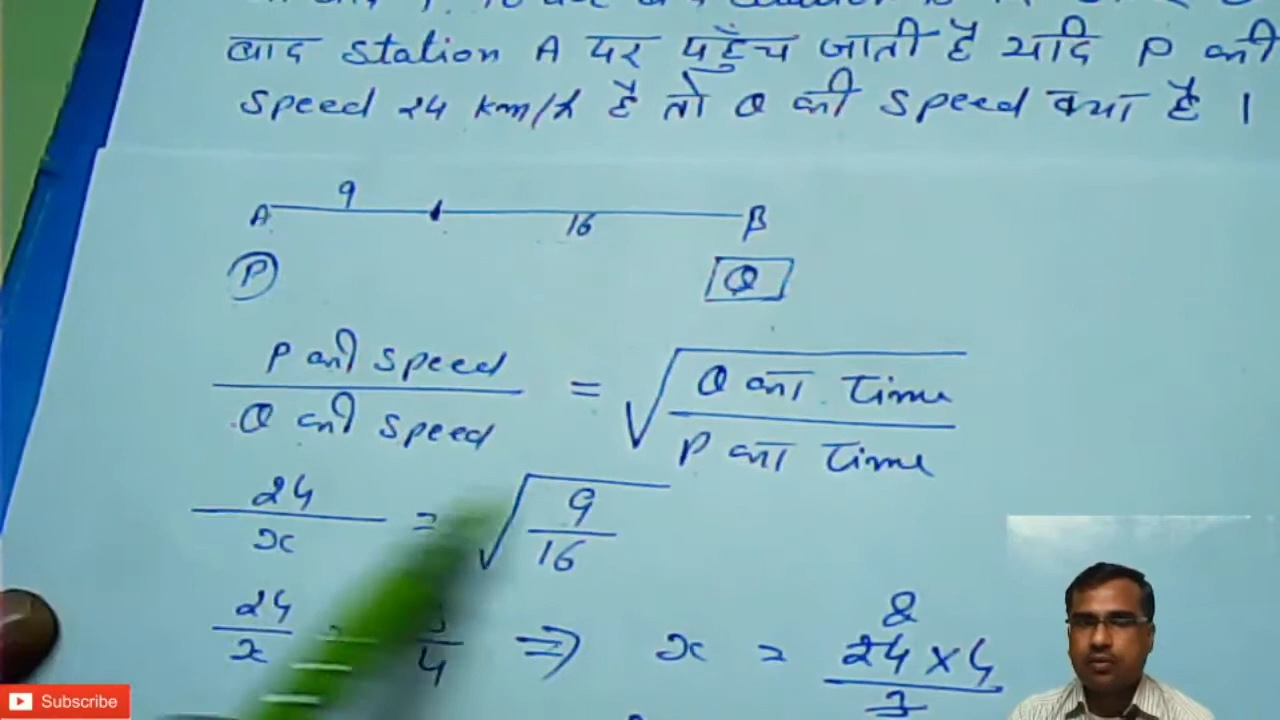 बाद station A पर पहुँच जाती है यदि P की
speed 24 km/h है तो Q की speed क्या है ।
9
A B
16
P Q
P की speed / Q की speed = √(Q का time / P का time)
24/x = √(9/16)
24/x = 3/4 ⇒ x = 24 × 4 / 3
8
Subscribe